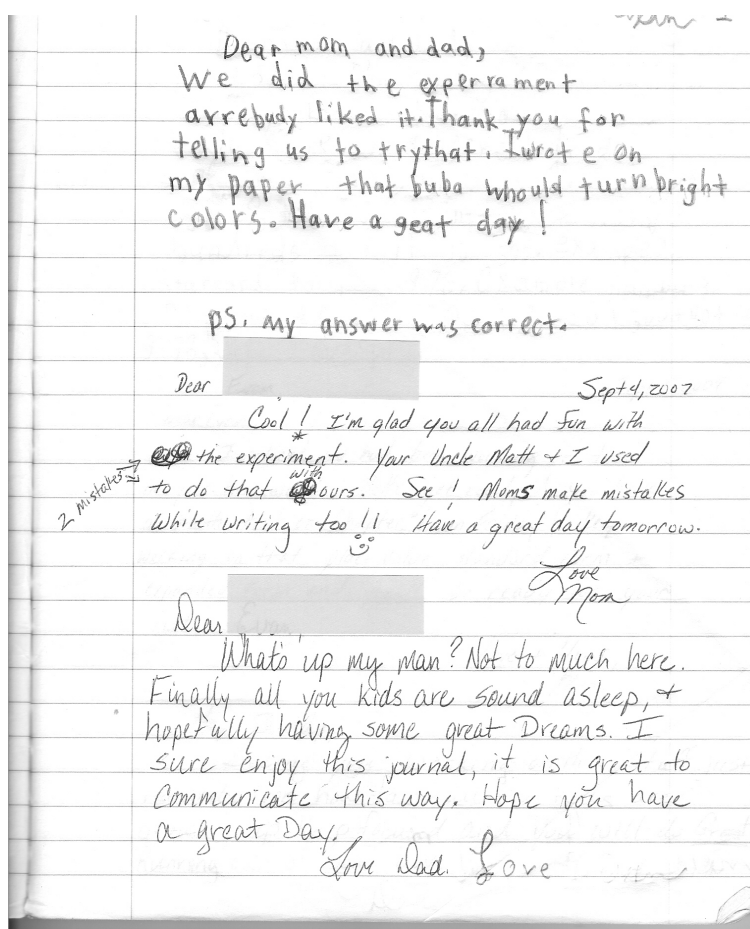 Dear mom and dad,
We did the experrament
avrebudy liked it. Thank you for
telling us to trythat. I wrote on
my paper that buba whould turn bright
colors. Have a geat day!
ps. my answer was correct.
Dear
Sept 4, 2007
Cool! I'm glad you all had fun with
the experiment. Your Uncle Matt & I used
with
to do that ours. See! Moms make mistakes
2 mistakes
while writing too!! Have a great day tomorrow.
Love
Mom
Dear
What's up my man? Not to much here.
Finally all you kids are sound asleep, &
hopefully having some great Dreams. I
sure enjoy this journal, it is great to
Communicate this way. Hope you have
a great Day.
Love Dad. Love